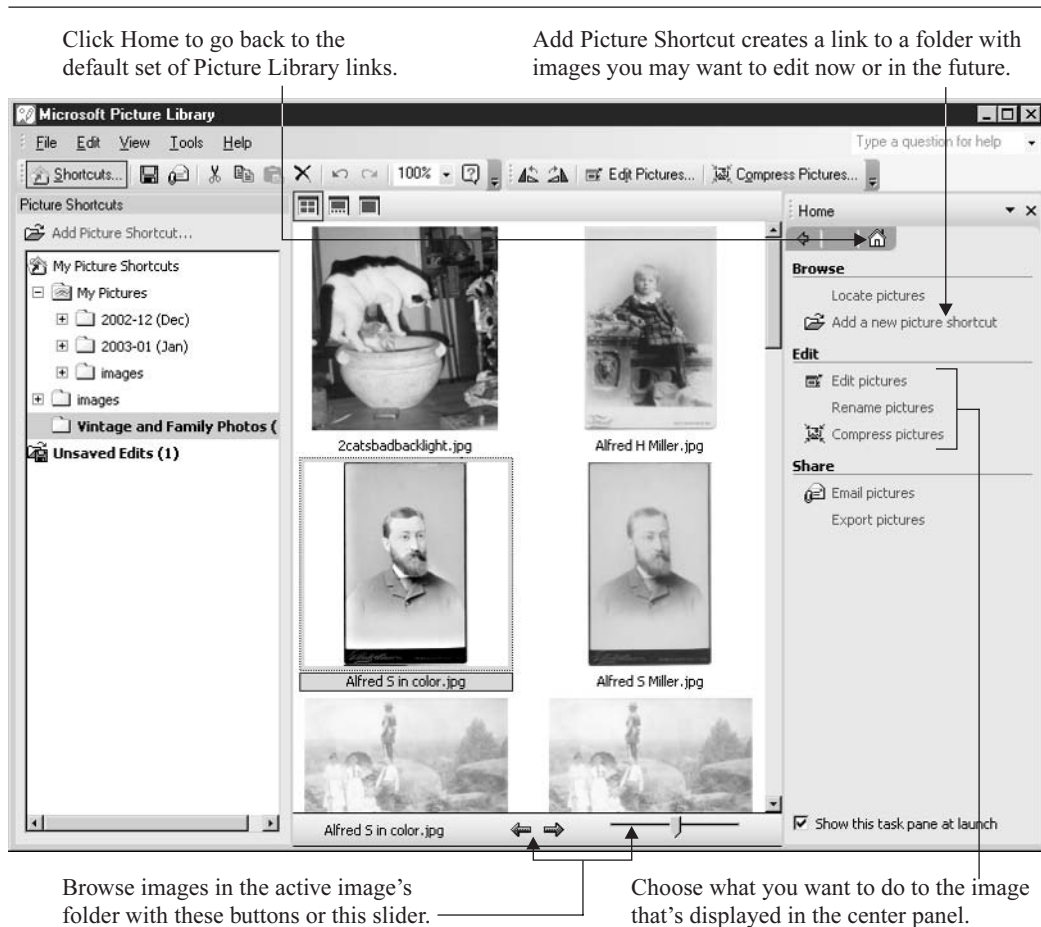 Click Home to go back to the
default set of Picture Library links.
Add Picture Shortcut creates a link to a folder with
images you may want to edit now or in the future.
Microsoft Picture Library
File Edit View Tools Help
Type a question for help
Shortcuts...
100%
Edit Pictures...
Compress Pictures...
Picture Shortcuts
Add Picture Shortcut...
My Picture Shortcuts
My Pictures
2002-12 (Dec)
2003-01 (Jan)
images
images
Vintage and Family Photos (
Unsaved Edits (1)
2catsbadbacklight.jpg
Alfred H Miller.jpg
Alfred S in color.jpg
Alfred S Miller.jpg
Alfred S in color.jpg
Home
Browse
Locate pictures
Add a new picture shortcut
Edit
Edit pictures
Rename pictures
Compress pictures
Share
Email pictures
Export pictures
Show this task pane at launch
Browse images in the active image's
folder with these buttons or this slider.
Choose what you want to do to the image
that's displayed in the center panel.